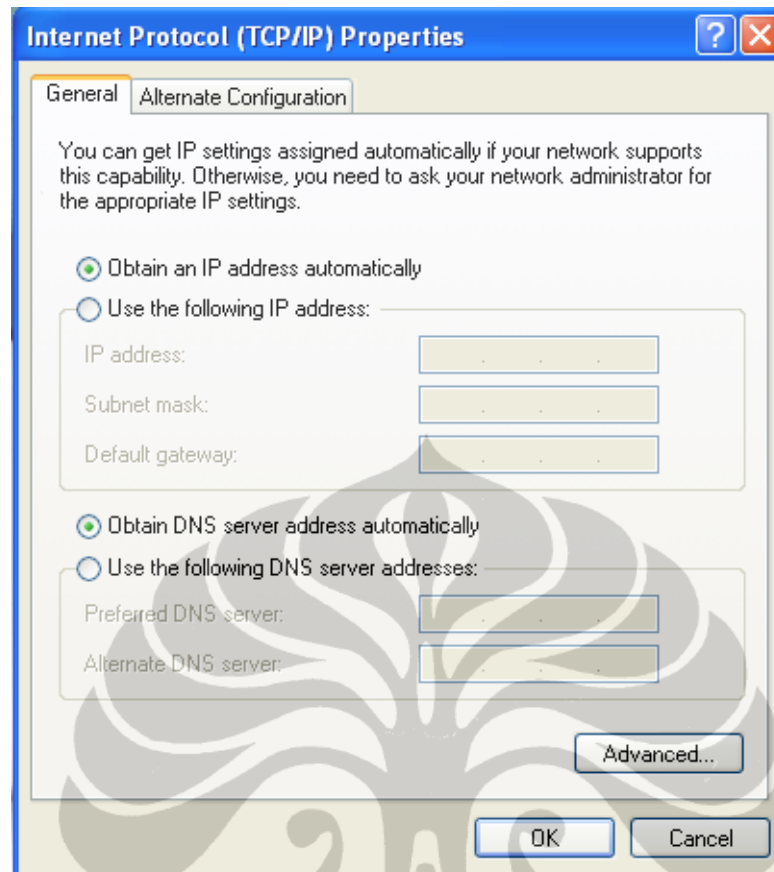 Internet Protocol (TCP/IP) Properties
General
Alternate Configuration
You can get IP settings assigned automatically if your network supports
this capability. Otherwise, you need to ask your network administrator for
the appropriate IP settings.
Obtain an IP address automatically
Use the following IP address:
IP address:
Subnet mask:
Default gateway:
Obtain DNS server address automatically
Use the following DNS server addresses:
Preferred DNS server:
Alternate DNS server:
Advanced...
OK
Cancel